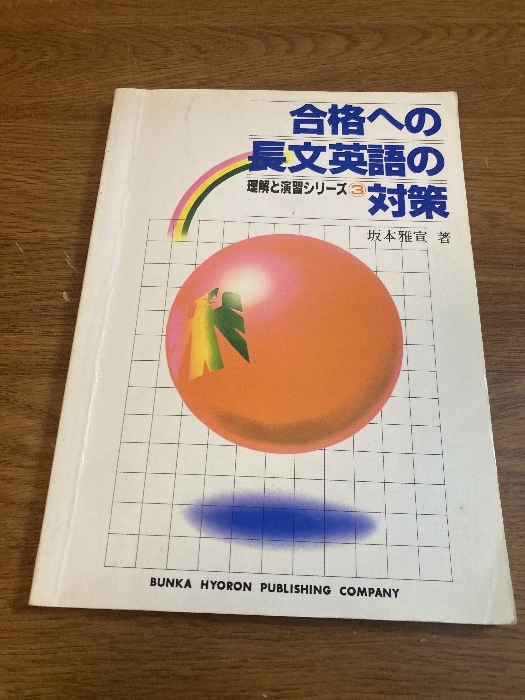 合格への
長文英語の
理解と演習シリーズ③対策
坂本雅宣 著
BUNKA HYORON PUBLISHING COMPANY